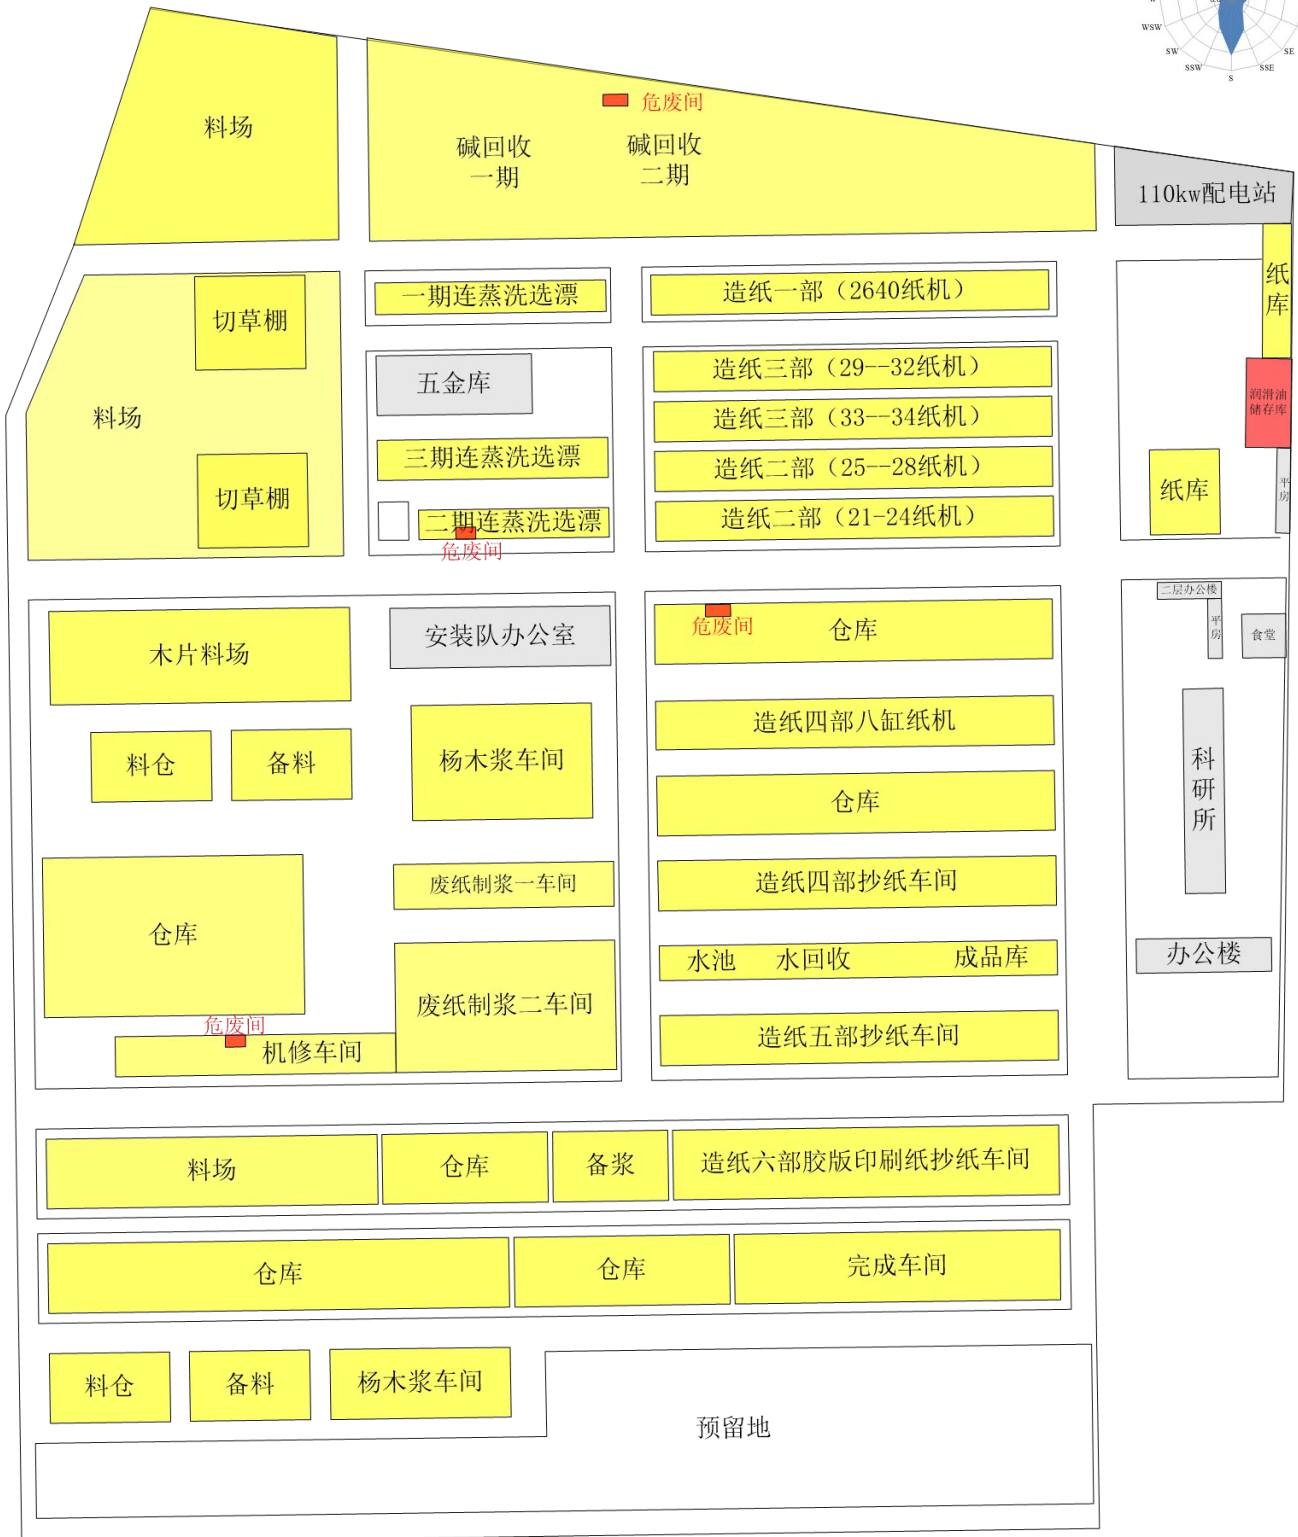 WSW
SW
SSW
S
SSE
SE
料场
危废间
碱回收
一期
碱回收
二期
110kw配电站
纸库
切草棚
料场
切草棚
一期连蒸洗选漂
造纸一部（2640纸机）
五金库
三期连蒸洗选漂
二期连蒸洗选漂
危废间
造纸三部（29--32纸机）
造纸三部（33--34纸机）
造纸二部（25--28纸机）
造纸二部（21-24纸机）
润滑油
储存库
纸库
平房
木片料场
安装队办公室
危废间
仓库
二层办公楼
平房
食堂
料仓
备料
杨木浆车间
造纸四部八缸纸机
仓库
科研所
废纸制浆一车间
造纸四部抄纸车间
仓库
废纸制浆二车间
水池
水回收
成品库
办公楼
危废间
机修车间
造纸五部抄纸车间
料场
仓库
备浆
造纸六部胶版印刷纸抄纸车间
仓库
仓库
完成车间
料仓
备料
杨木浆车间
预留地